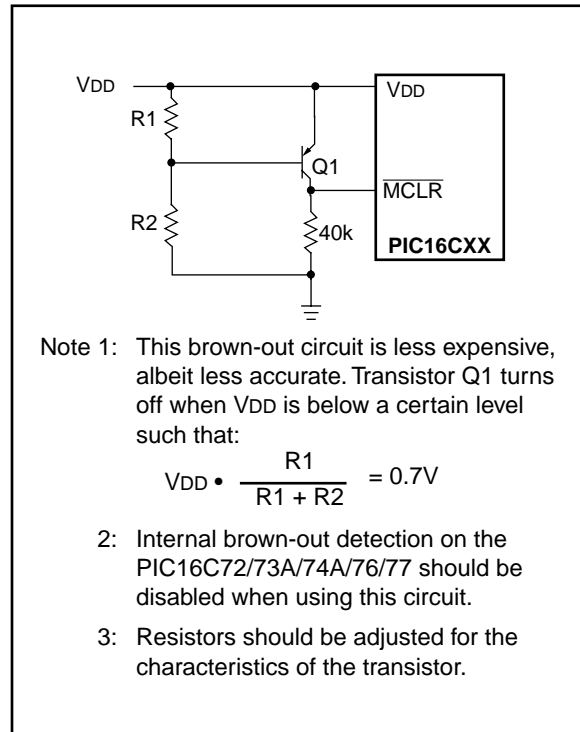 VDD
VDD
R1
Q1
MCLR
R2
40k
PIC16CXX
Note 1: This brown-out circuit is less expensive,
albeit less accurate. Transistor Q1 turns
off when VDD is below a certain level
such that:
VDD • R1 / R1 + R2 = 0.7V
2: Internal brown-out detection on the
PIC16C72/73A/74A/76/77 should be
disabled when using this circuit.
3: Resistors should be adjusted for the
characteristics of the transistor.